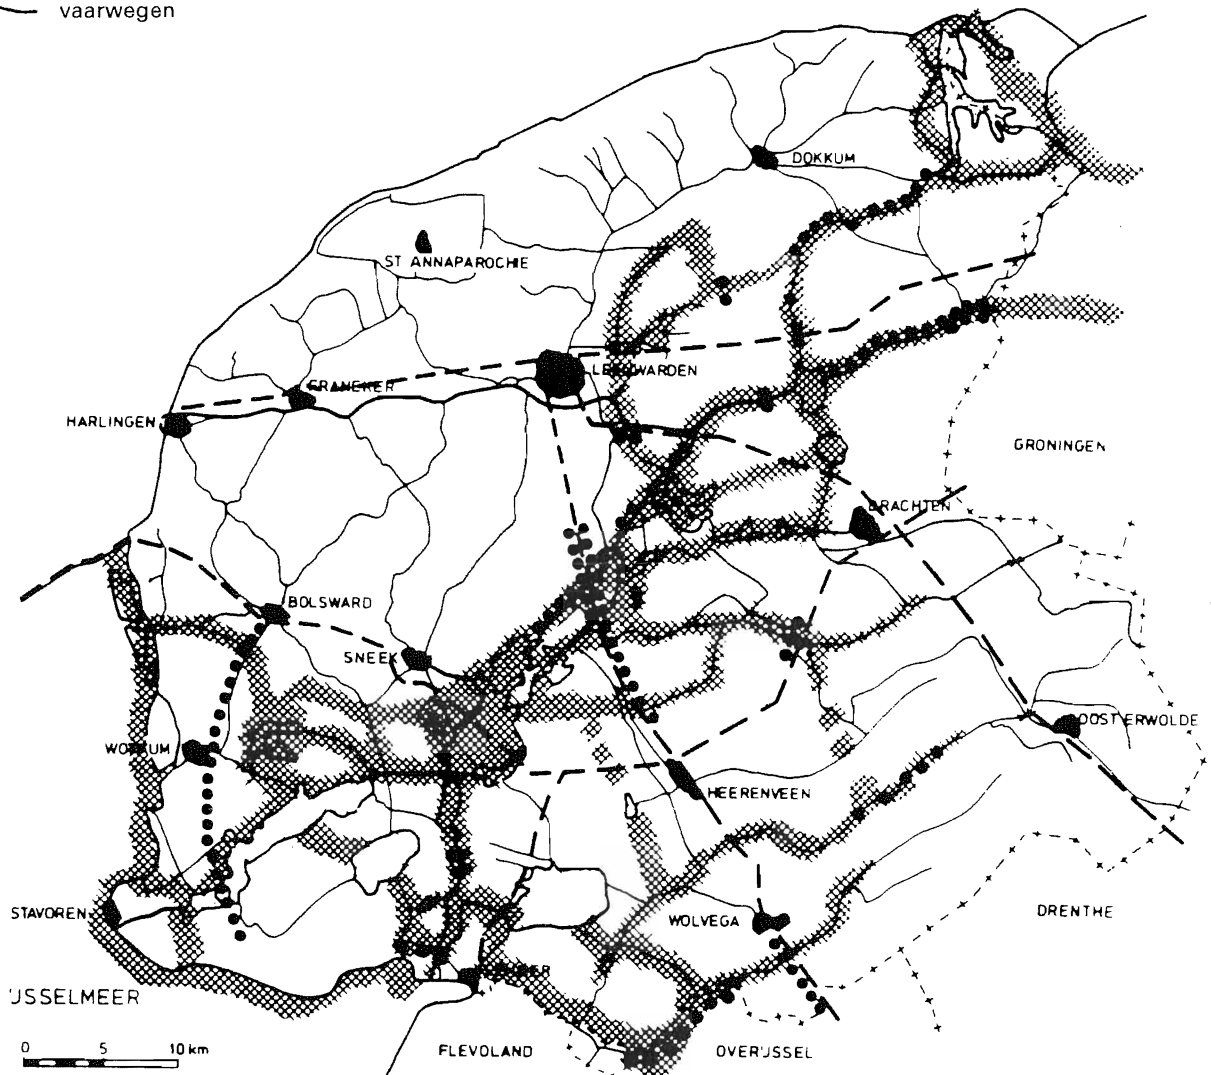 vaarwegen
DOKKUM
ST ANNAPAROCHIE
LEEUWARDEN
FRANEKER
HARLINGEN
GRONINGEN
DRACHTEN
BOLSWARD
SNEEK
OOSTERWOLDE
WORKUM
HEERENVEEN
STAVOREN
WOLVEGA
DRENTHE
IJSSELMEER
0 5 10 km
FLEVOLAND
OVERIJSSEL